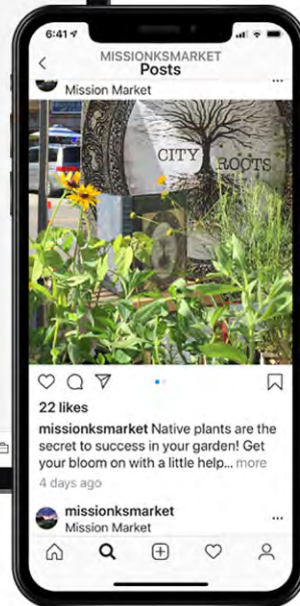 6:41
MISSIONKSMARKET
Posts
Mission Market
...
CITY ROOTS
22 likes
missionksmarket Native plants are the
secret to success in your garden! Get
your bloom on with a little help... more
4 days ago
missionksmarket
...
Mission Market